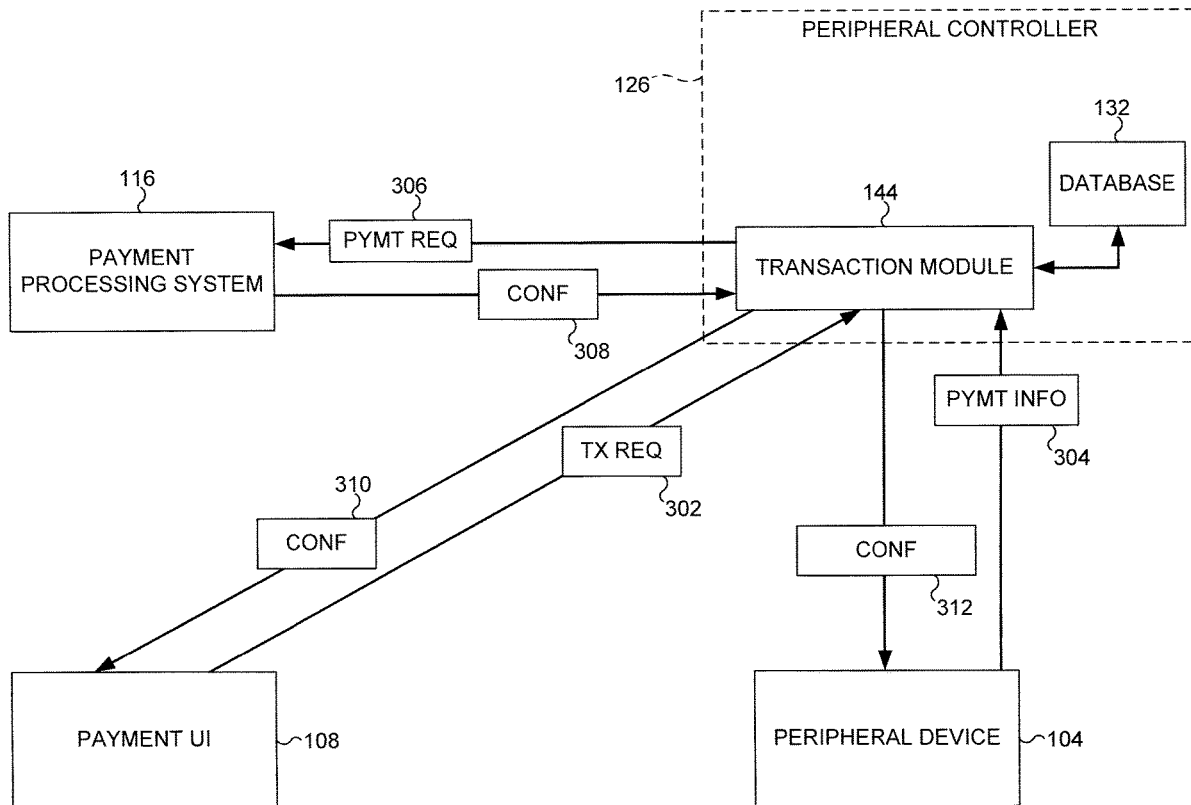 PERIPHERAL CONTROLLER
126
132
DATABASE
116
306
144
PAYMENT
PROCESSING SYSTEM
PYMT REQ
TRANSACTION MODULE
CONF
308
PYMT INFO
304
TX REQ
302
310
CONF
CONF
312
PAYMENT UI
108
PERIPHERAL DEVICE
104